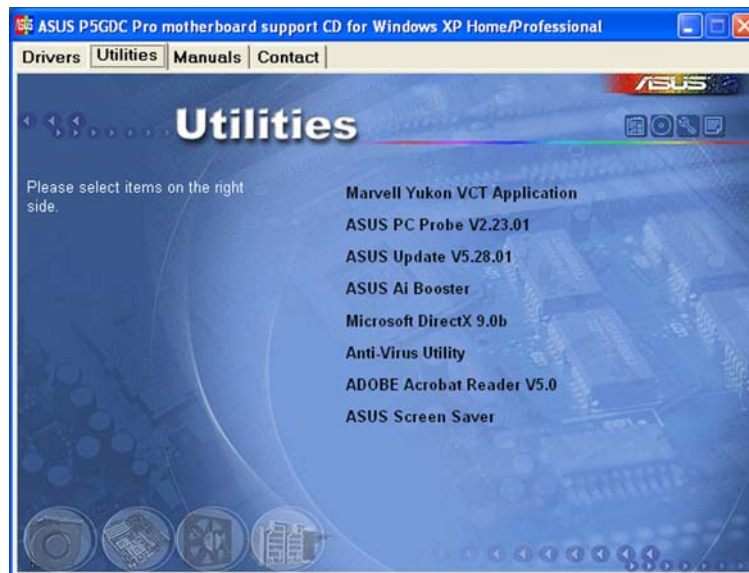 ASUS P5GDC Pro motherboard support CD for Windows XP Home/Professional
Drivers Utilities Manuals Contact
ASUS
Utilities
Please select items on the right
side.
Marvell Yukon VCT Application
ASUS PC Probe V2.23.01
ASUS Update V5.28.01
ASUS Ai Booster
Microsoft DirectX 9.0b
Anti-Virus Utility
ADOBE Acrobat Reader V5.0
ASUS Screen Saver